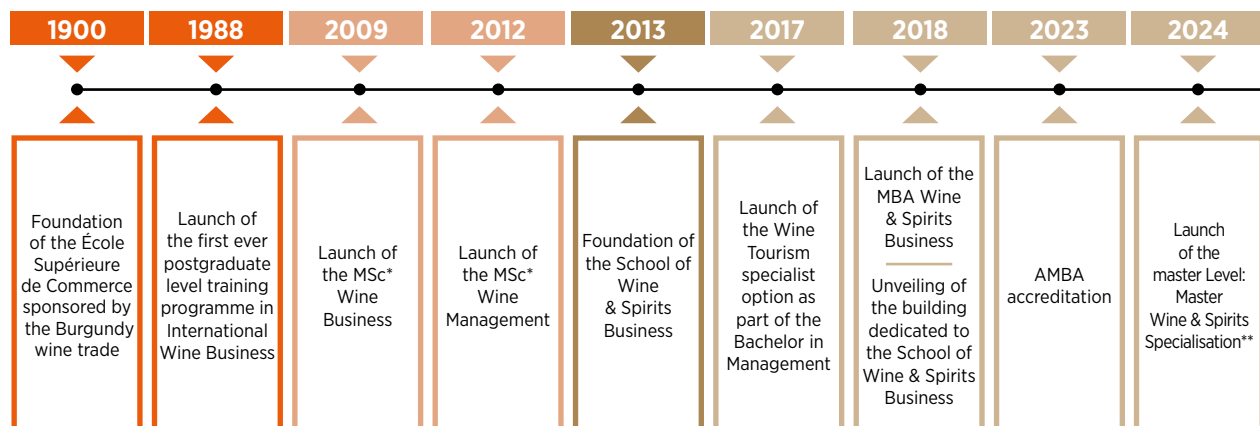 1900
1988
2009
2012
2013
2017
2018
2023
2024
Foundation
of the École
Supérieure
de Commerce
sponsored by
the Burgundy
wine trade
Launch of
the first ever
postgraduate
level training
programme in
International
Wine Business
Launch of
the MSc*
Wine
Business
Launch of
the MSc*
Wine
Management
Foundation of
the School of
Wine
& Spirits
Business
Launch of
the Wine
Tourism
specialist
option as
part of the
Bachelor in
Management
Launch of the
MBA Wine
& Spirits
Business
Unveiling of
the building
dedicated to
the School of
Wine & Spirits
Business
AMBA
accreditation
Launch
of the
master Level:
Master
Wine & Spirits
Specialisation**